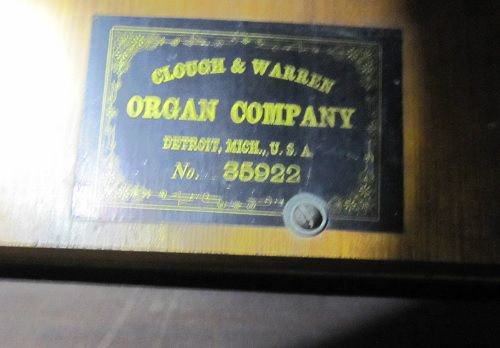 CLOUGH & WARREN
ORGAN COMPANY
DETROIT, MICH., U. S. A.
No. 35922